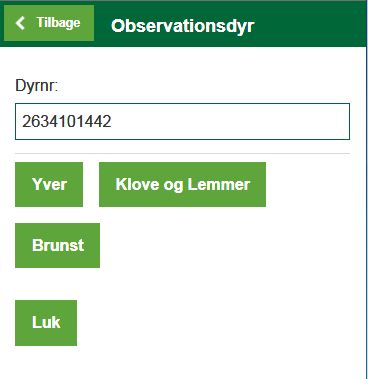 Tilbage
Observationsdyr
Dyrnr:
2634101442
Yver
Klove og Lemmer
Brunst
Luk